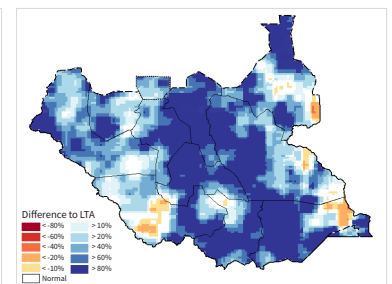 Difference to LTA
< -80% > 10%
< -60% > 20%
< -40% > 40%
< -20% > 60%
< -10% > 80%
Normal